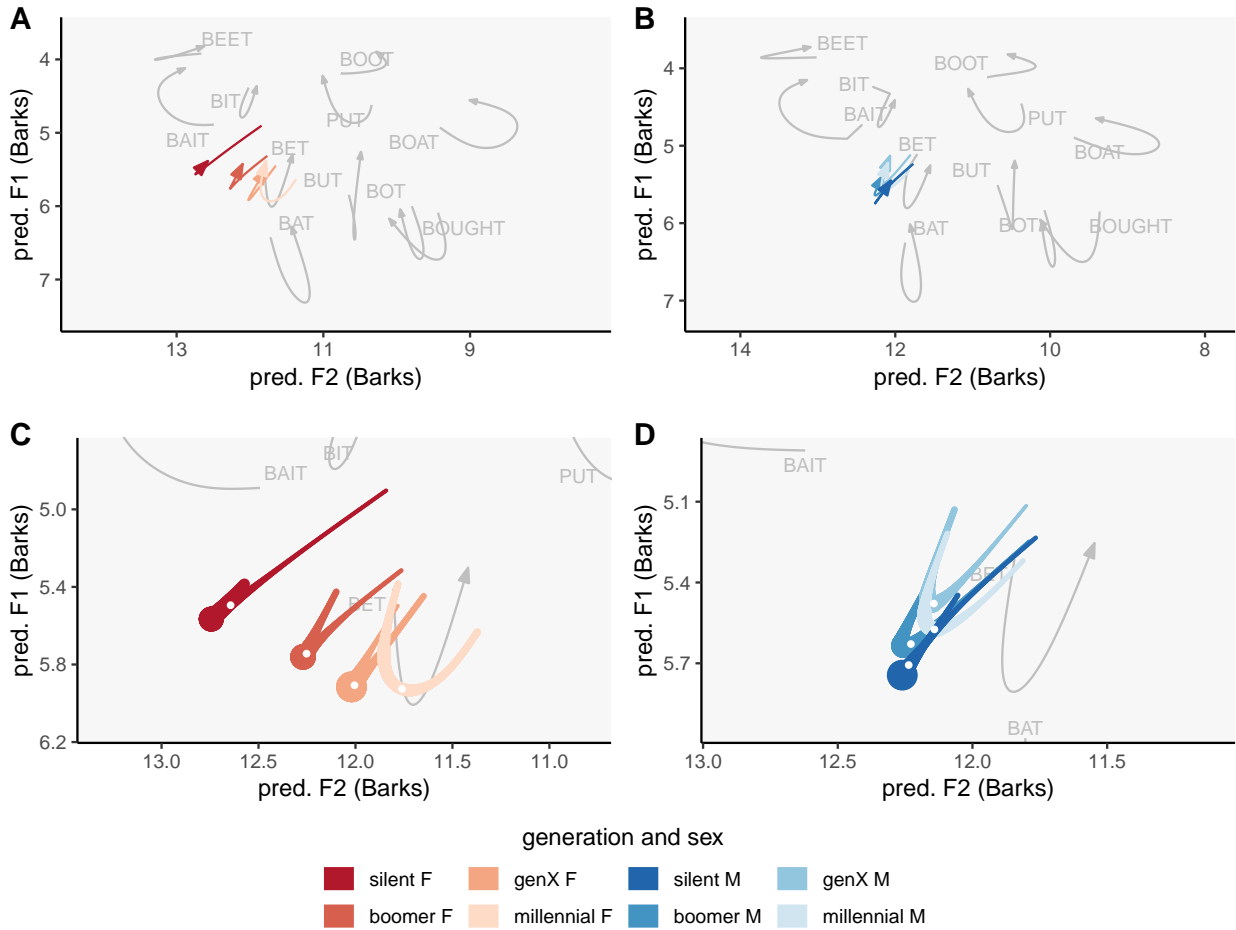 A
BEET
BOOT
BIT
PUT
BAIT
BET
BOAT
BUT
BOT
BAT
BOUGHT
4
5
6
7
13
11
9
pred. F1 (Barks)
pred. F2 (Barks)
B
BEET
BOOT
BIT
BAIT
PUT
BET
BOAT
BUT
BAT
BOT
BOUGHT
4
5
6
7
14
12
10
8
pred. F1 (Barks)
pred. F2 (Barks)
C
BIT
BAIT
PUT
BET
5.0
5.4
5.8
6.2
13.0
12.5
12.0
11.5
11.0
pred. F1 (Barks)
pred. F2 (Barks)
D
BAIT
BET
BAT
5.1
5.4
5.7
13.0
12.5
12.0
11.5
pred. F1 (Barks)
pred. F2 (Barks)
generation and sex
silent F
genX F
silent M
genX M
boomer F
millennial F
boomer M
millennial M